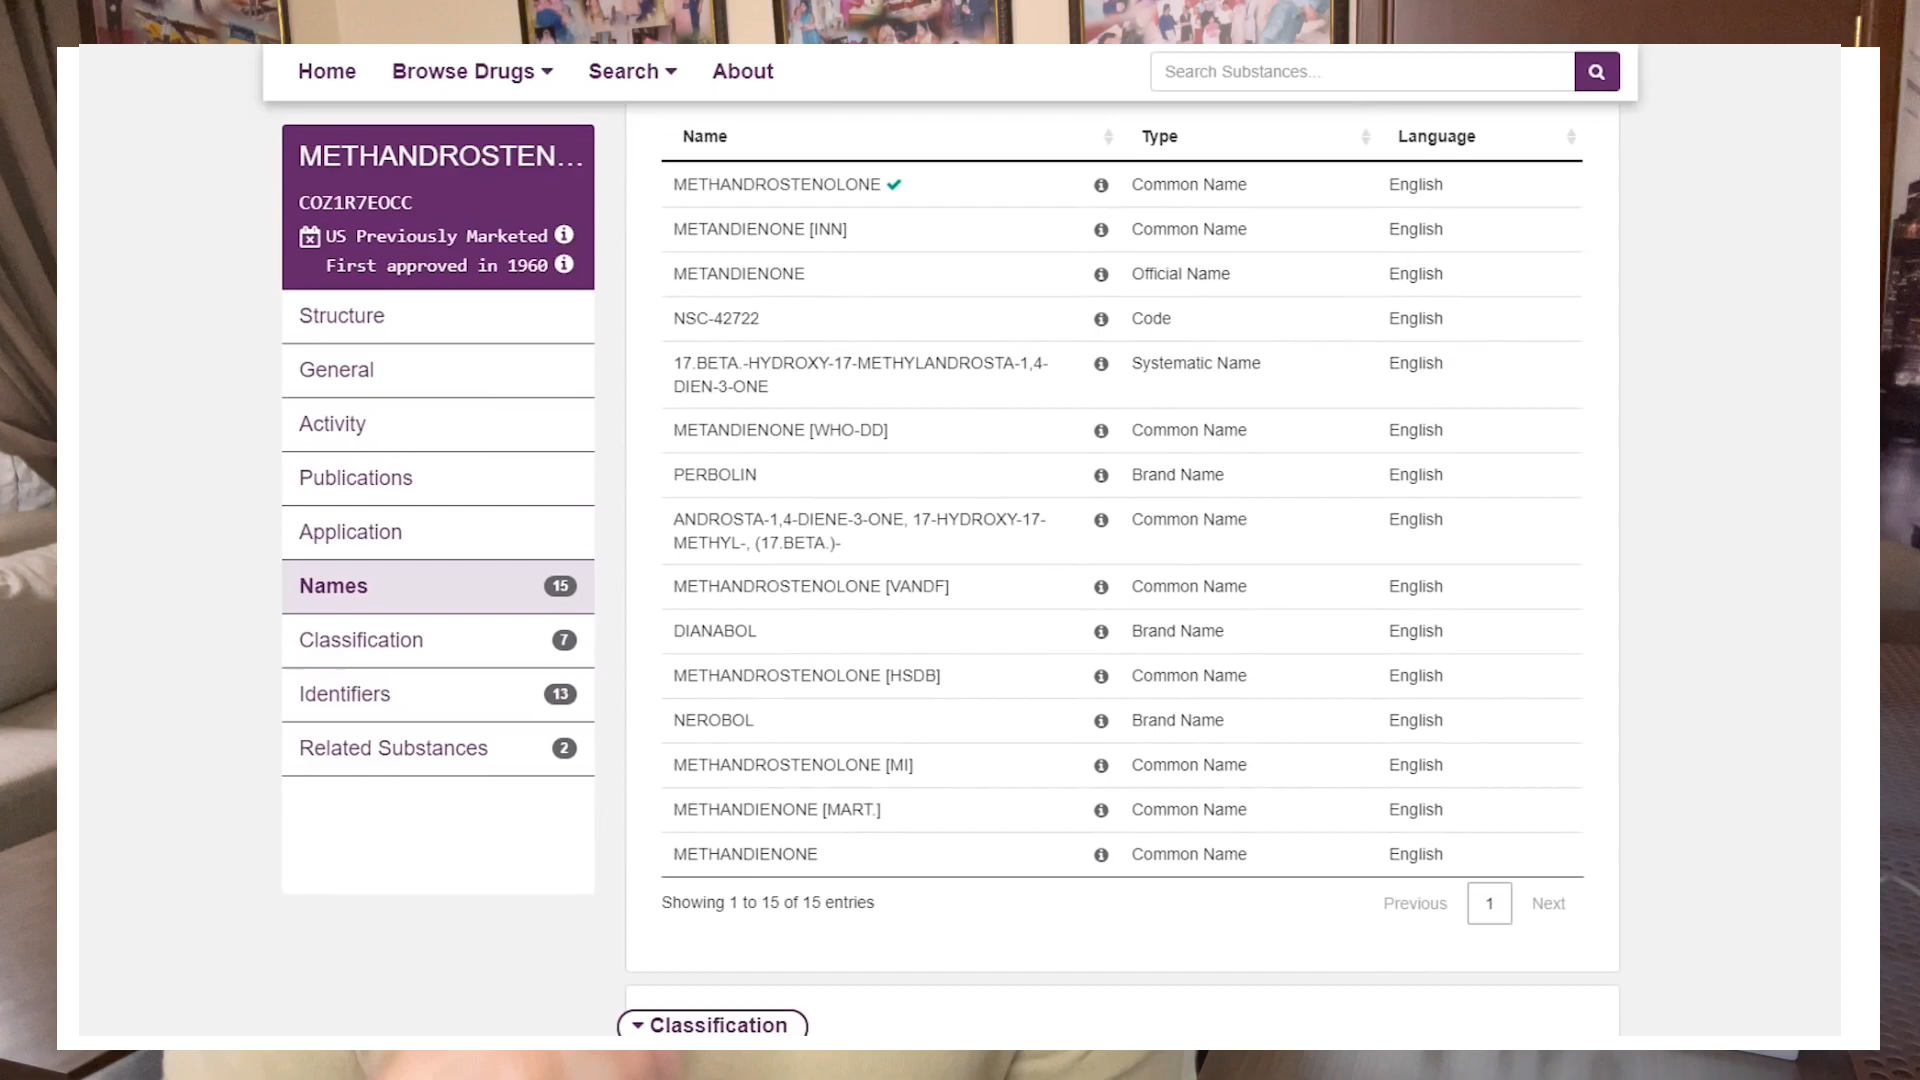 Home Browse Drugs Search About Search Substances...
METHANDROSTEN...
COZ1R7EOCC
US Previously Marketed
First approved in 1960
Structure
General
Activity
Publications
Application
Names 15
Classification 7
Identifiers 13
Related Substances 2
Name Type Language
METHANDROSTENOLONE Common Name English
METANDIENONE [INN] Common Name English
METANDIENONE Official Name English
NSC-42722 Code English
17.BETA.-HYDROXY-17-METHYLANDROSTA-1,4- Systematic Name English
DIEN-3-ONE
METANDIENONE [WHO-DD] Common Name English
PERBOLIN Brand Name English
ANDROSTA-1,4-DIENE-3-ONE, 17-HYDROXY-17- Common Name English
METHYL-, (17.BETA.)-
METHANDROSTENOLONE [VANDF] Common Name English
DIANABOL Brand Name English
METHANDROSTENOLONE [HSDB] Common Name English
NEROBOL Brand Name English
METHANDROSTENOLONE [MI] Common Name English
METHANDIENONE [MART.] Common Name English
METHANDIENONE Common Name English
Showing 1 to 15 of 15 entries Previous 1 Next
Classification